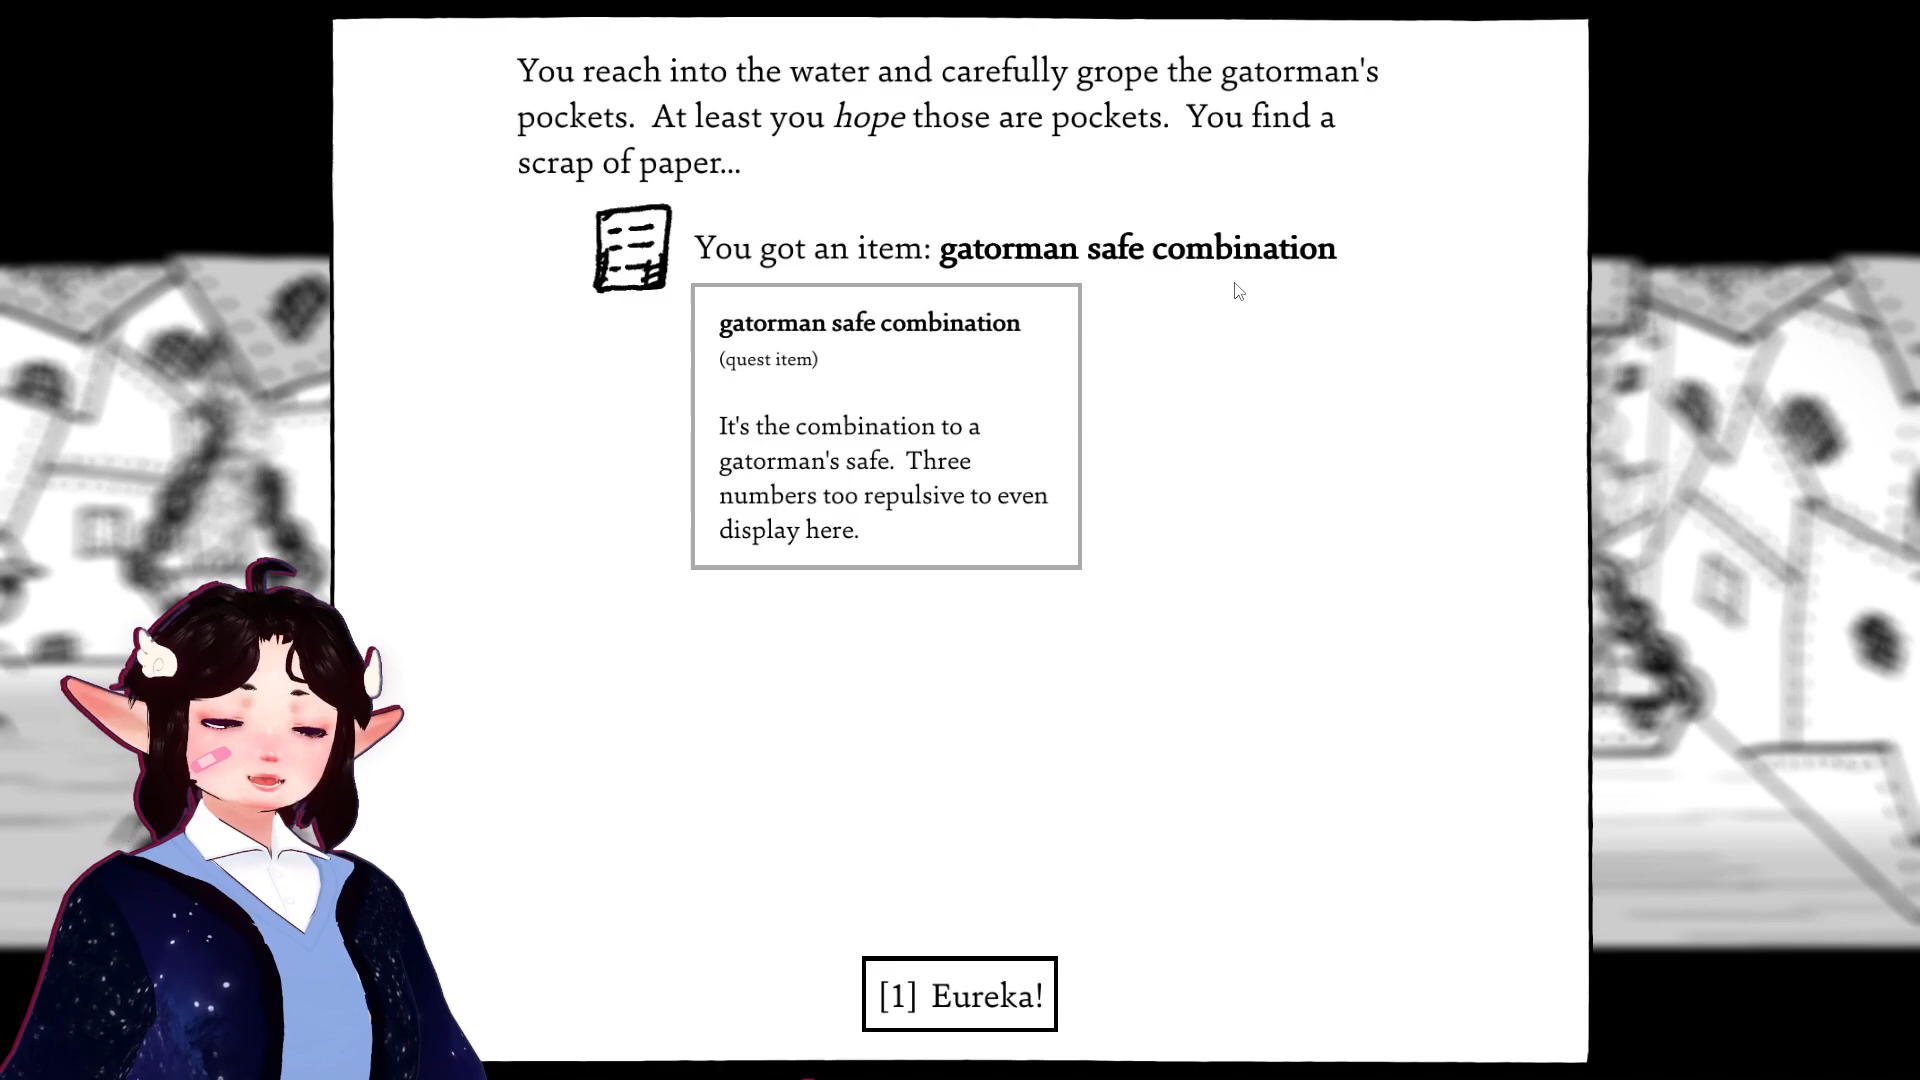 You reach into the water and carefully grope the gatorman's
pockets.  At least you hope those are pockets.  You find a
scrap of paper...
You got an item: gatorman safe combination
gatorman safe combination
(quest item)
It's the combination to a
gatorman's safe.  Three
numbers too repulsive to even
display here.
[1] Eureka!